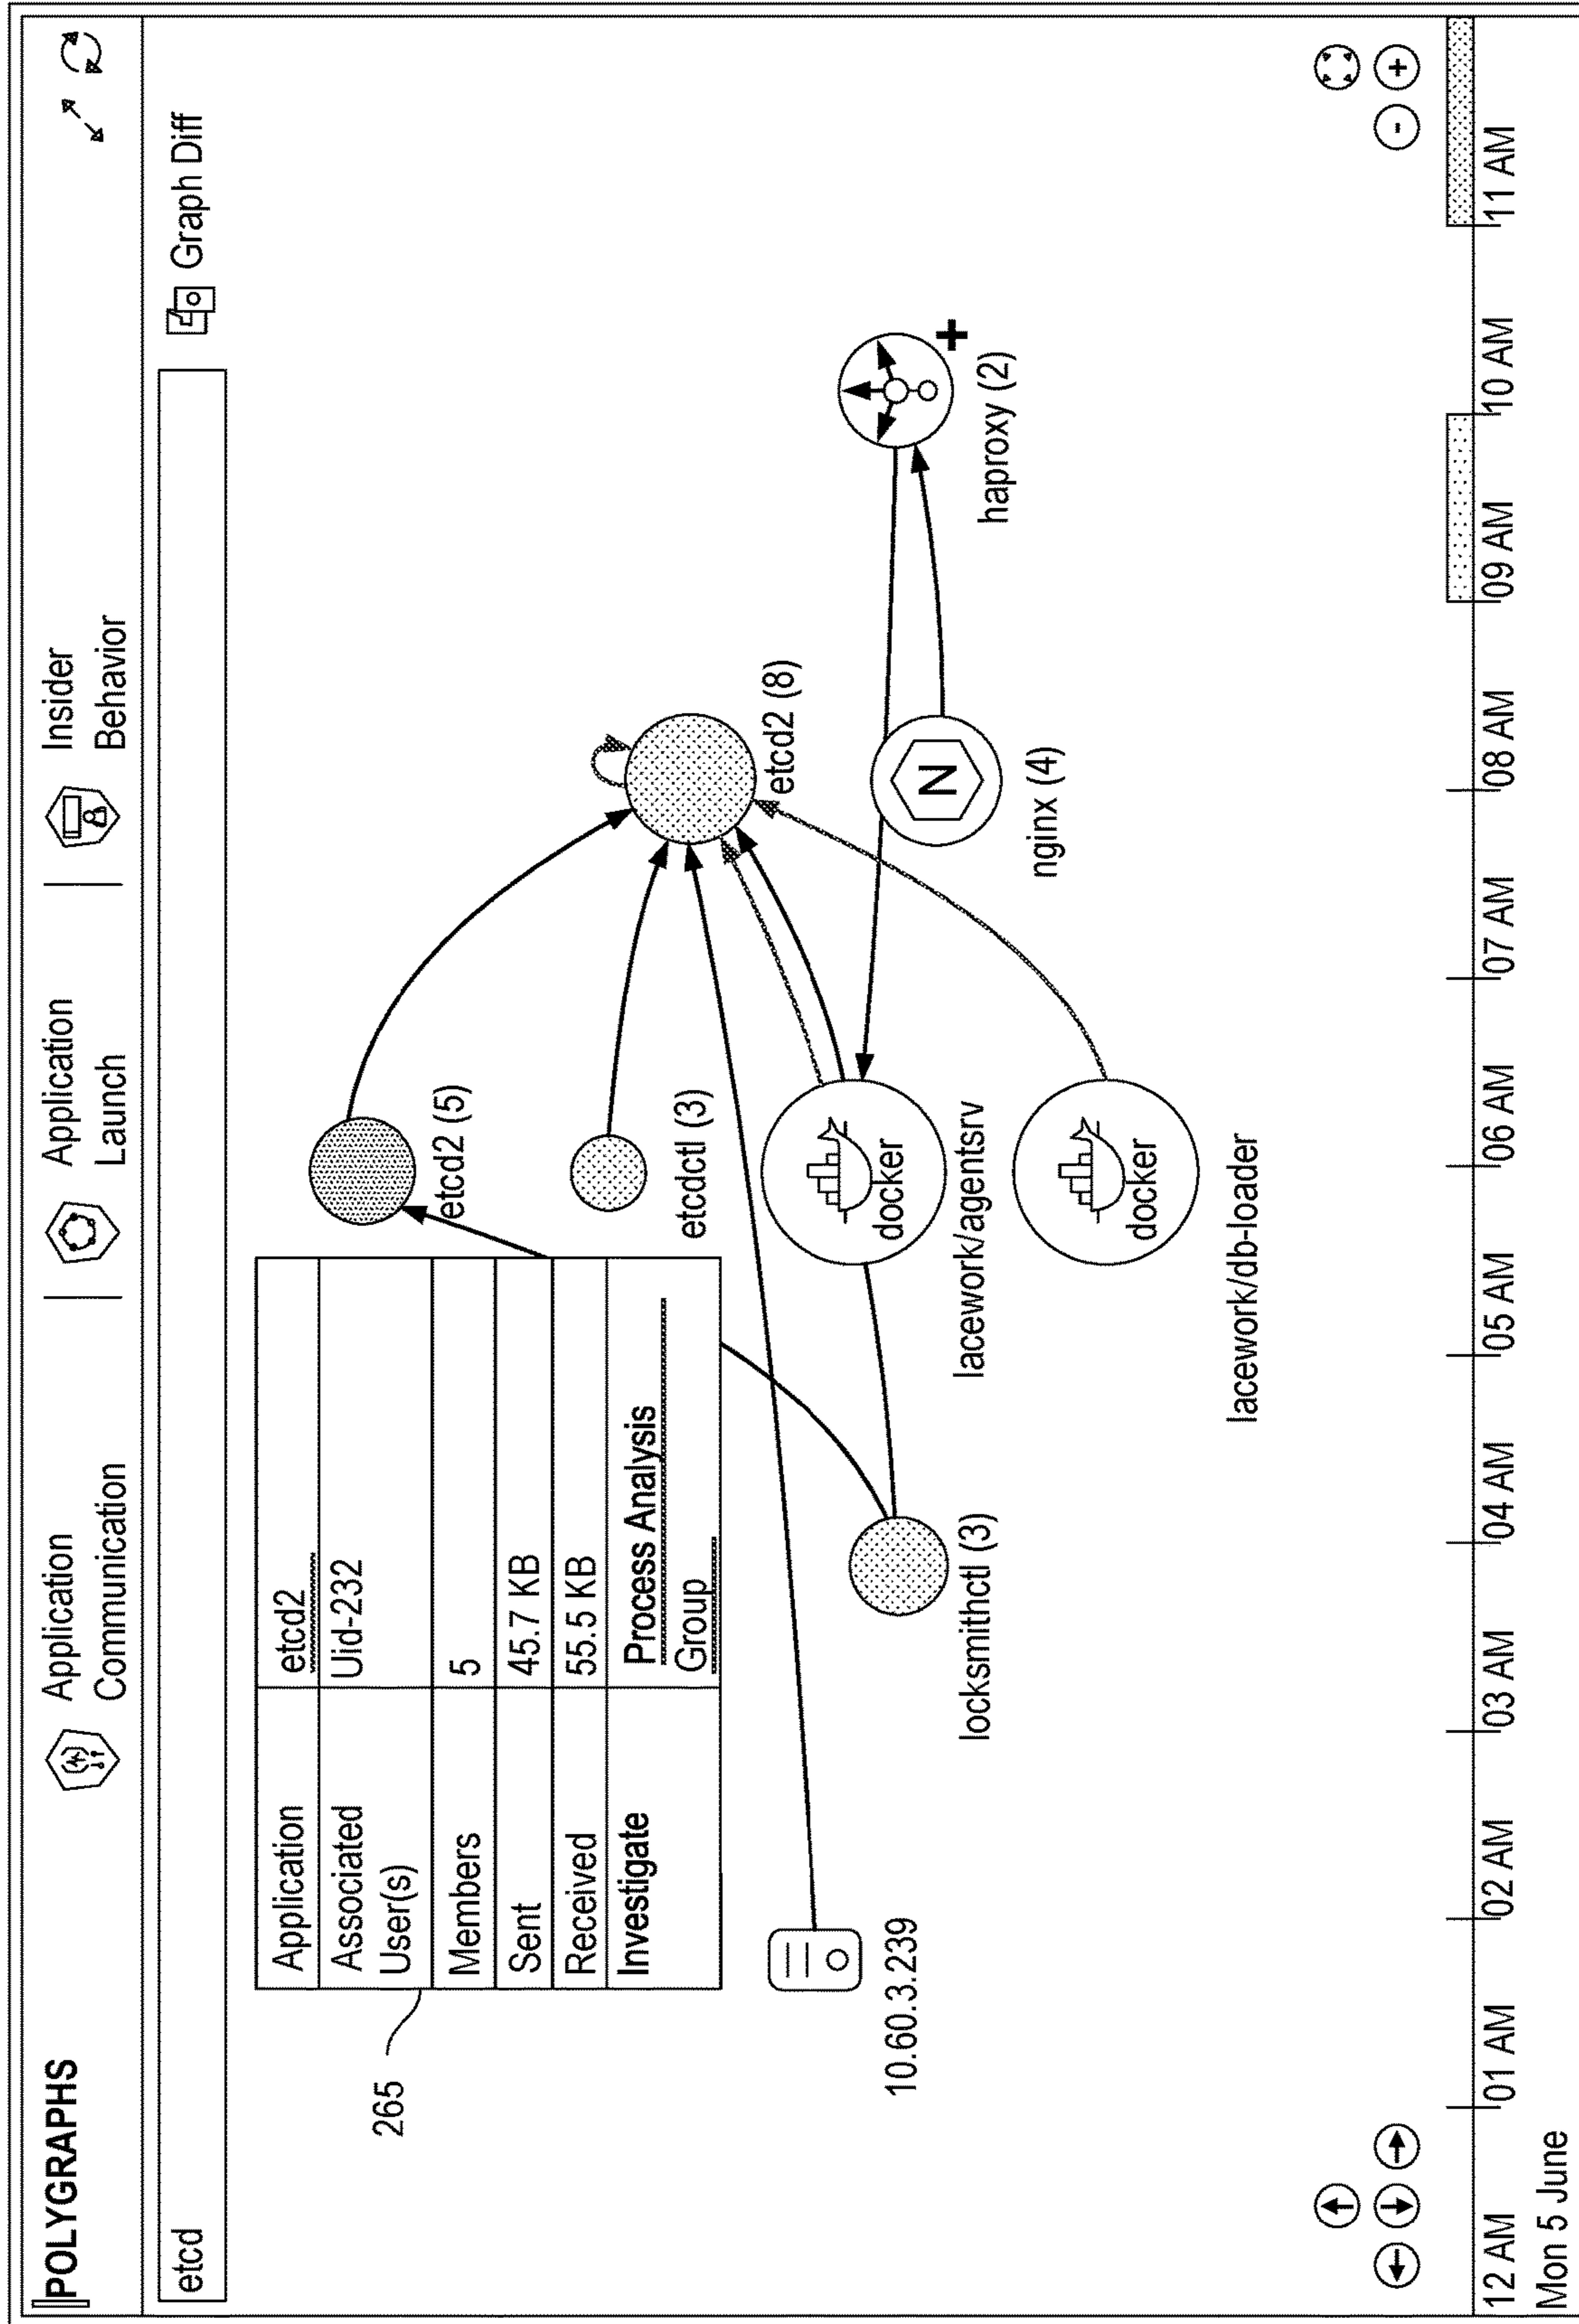 POLYGRAPHS
Application
Communication
Application
Launch
Insider
Behavior
etcd
Graph Diff
265
Application etcd2
Associated
User(s)
Uid-232
Members 5
Sent 45.7 KB
Received 55.5 KB
Investigate Process Analysis
Group
etcd2 (5)
etcdctl (3)
etcd2 (8)
10.60.3.239
locksmithctl (3)
docker
lacework/agentsrv
N
nginx (4)
haproxy (2)
docker
lacework/db-loader
-
+
12 AM 01 AM 02 AM 03 AM 04 AM 05 AM 06 AM 07 AM 08 AM 09 AM 10 AM 11 AM
Mon 5 June